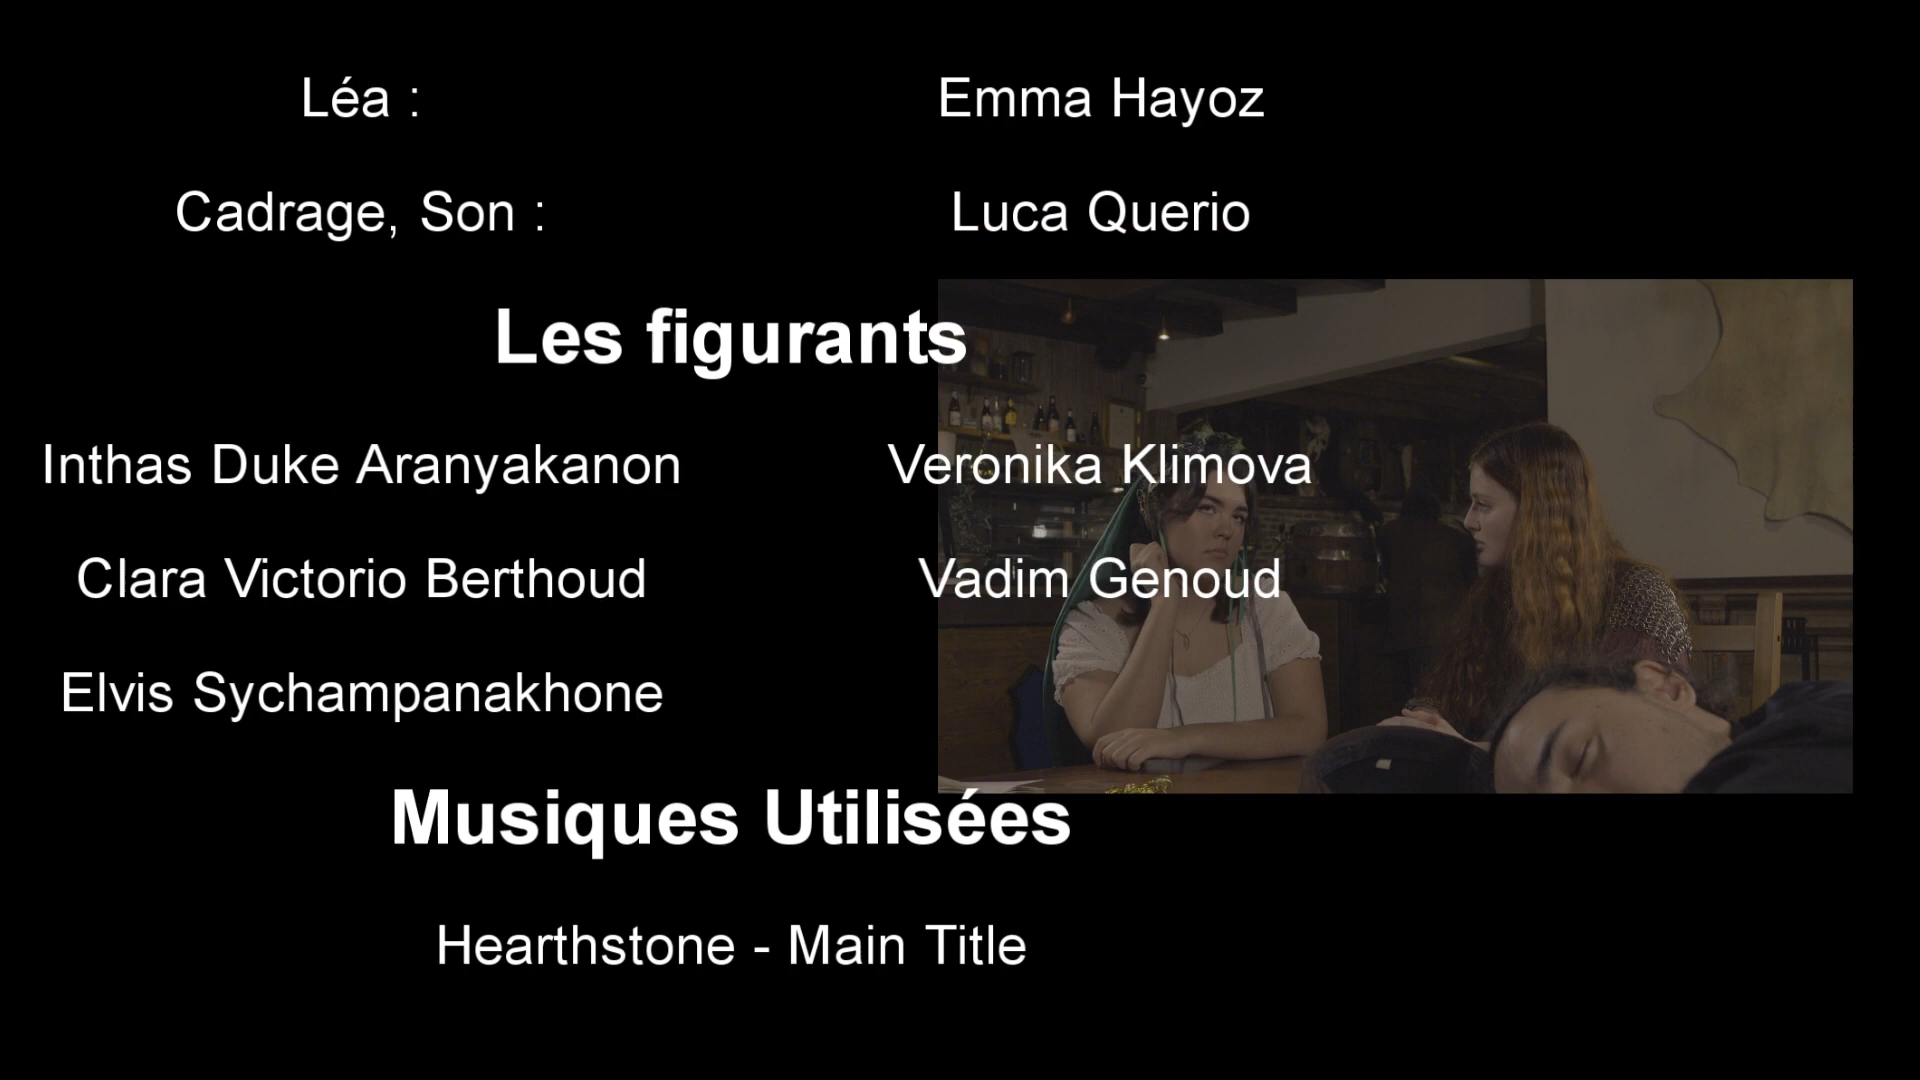 Léa : Emma Hayoz
Cadrage, Son : Luca Querio
Les figurants
Inthas Duke Aranyakanon Veronika Klimova
Clara Victorio Berthoud Vadim Genoud
Elvis Sychampanakhone
Musiques Utilisées
Hearthstone - Main Title